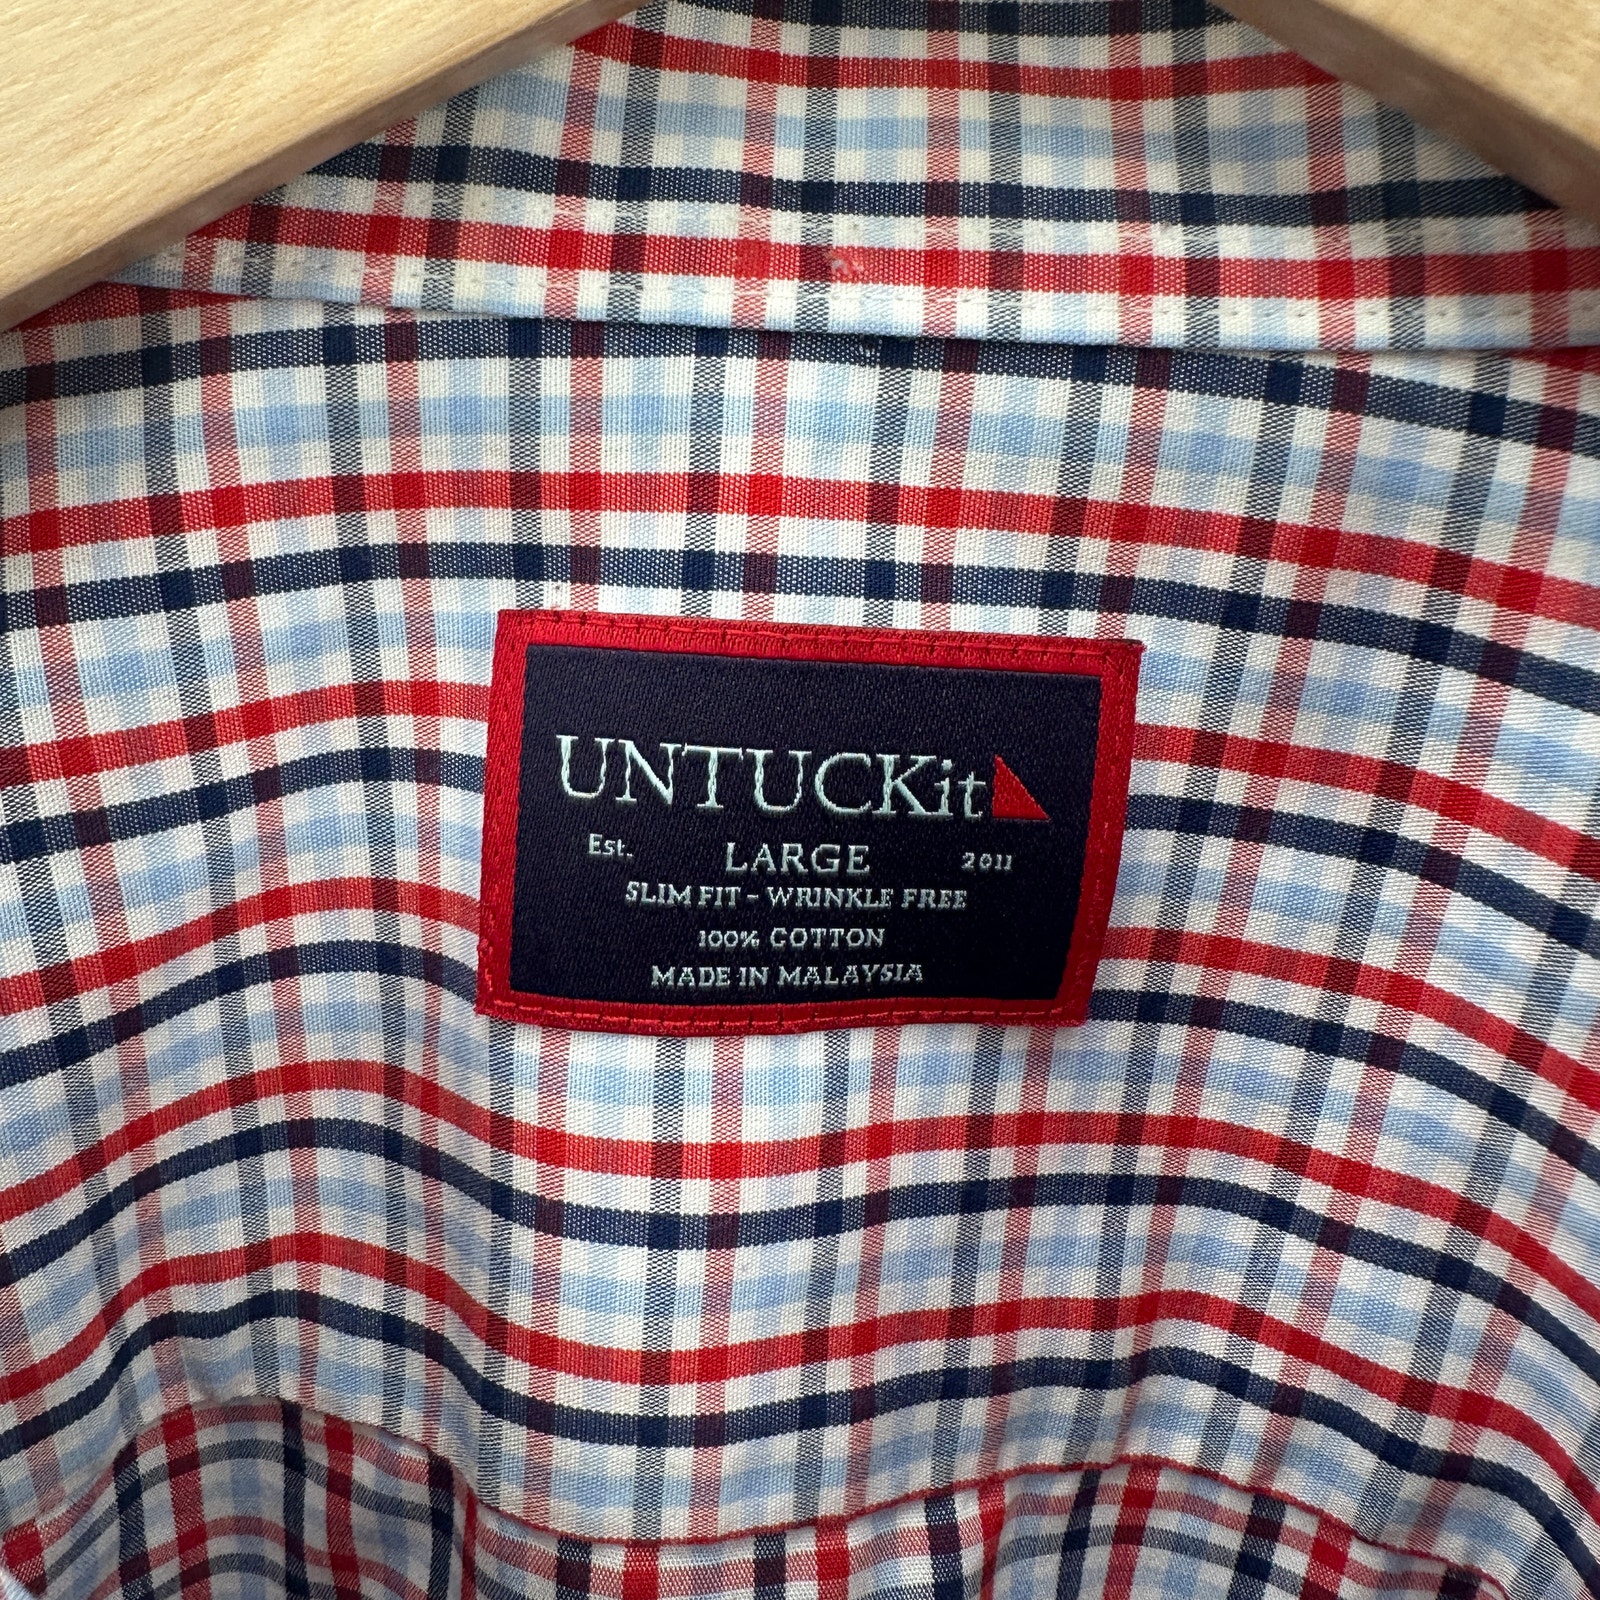 UNTUCKit
Est. LARGE 2011
SLIM FIT - WRINKLE FREE
100% COTTON
MADE IN MALAYSIA